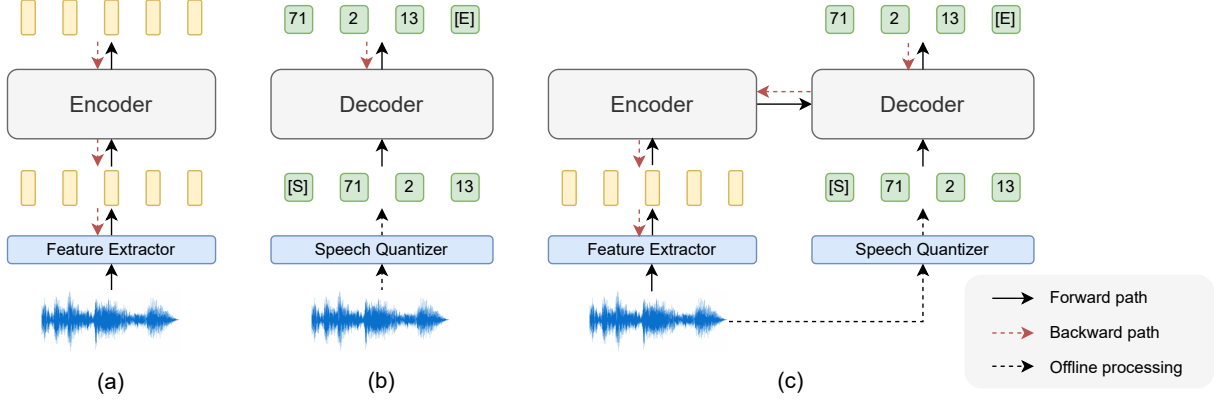 Encoder
Feature Extractor
(a)
71 2 13 [E]
Decoder
[S] 71 2 13
Speech Quantizer
(b)
71 2 13 [E]
Encoder
Decoder
[S] 71 2 13
Feature Extractor
Speech Quantizer
(c)
Forward path
Backward path
Offline processing